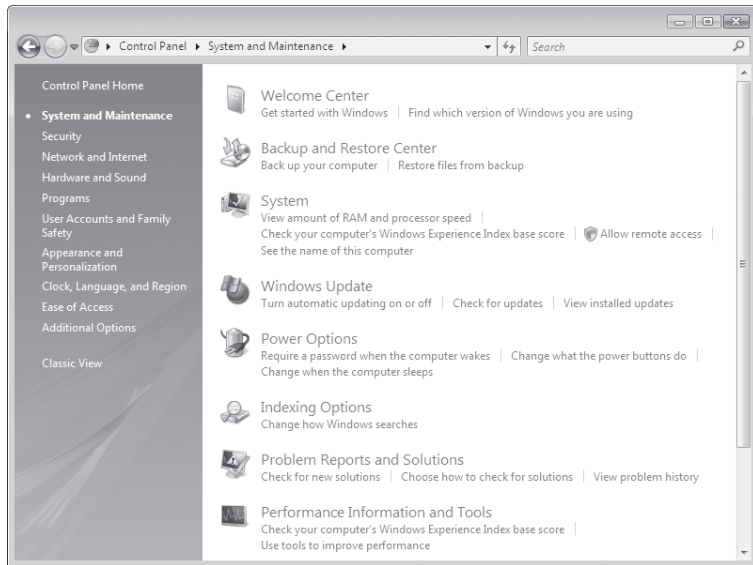 Control Panel System and Maintenance Search
Control Panel Home
System and Maintenance
Security
Network and Internet
Hardware and Sound
Programs
User Accounts and Family
Safety
Appearance and
Personalization
Clock, Language, and Region
Ease of Access
Additional Options
Classic View
Welcome Center
Get started with Windows Find which version of Windows you are using
Backup and Restore Center
Back up your computer Restore files from backup
System
View amount of RAM and processor speed
Check your computer's Windows Experience Index base score Allow remote access
See the name of this computer
Windows Update
Turn automatic updating on or off Check for updates View installed updates
Power Options
Require a password when the computer wakes Change what the power buttons do
Change when the computer sleeps
Indexing Options
Change how Windows searches
Problem Reports and Solutions
Check for new solutions Choose how to check for solutions View problem history
Performance Information and Tools
Check your computer's Windows Experience Index base score
Use tools to improve performance